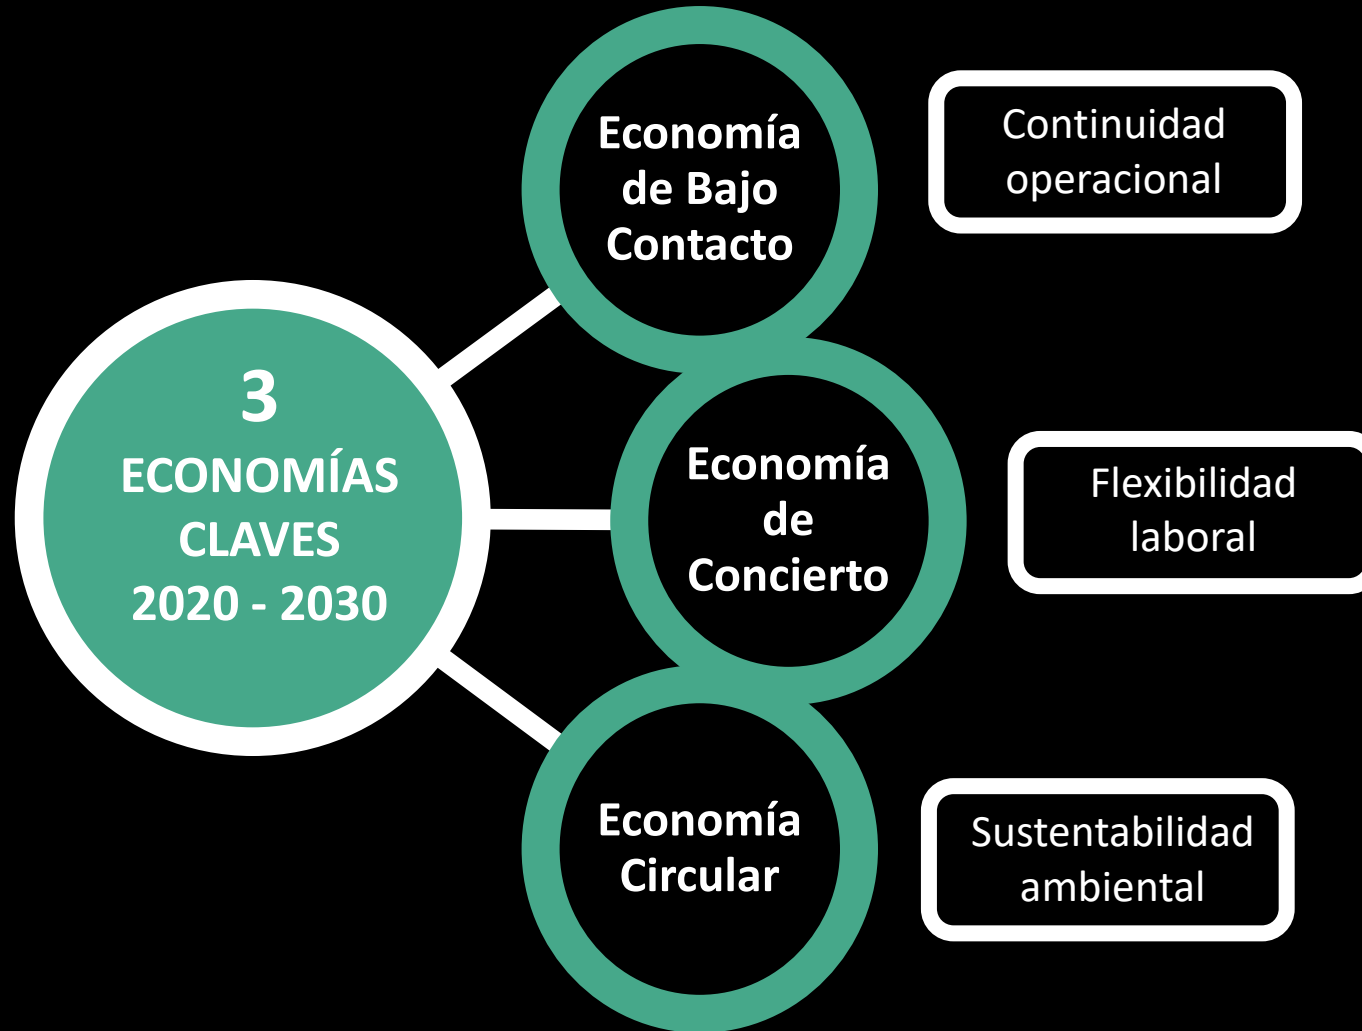 3
ECONOMÍAS
CLAVES
2020 - 2030
Economía
de Bajo
Contacto
Continuidad
operacional
Economía
de
Concierto
Flexibilidad
laboral
Economía
Circular
Sustentabilidad
ambiental